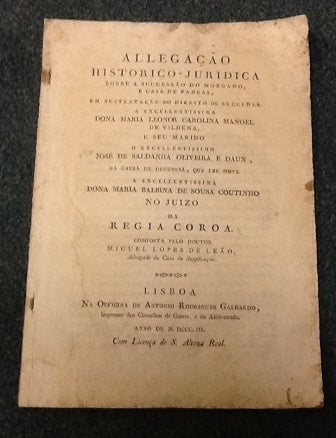 ALLEGAÇÃO
HISTORICO-JURIDICA
SOBRE A SUCCESSÃO DO MORGADO,
E CASA DE PANCAS,
EM SUSTENTAÇÃO DO DIREITO DE SUCCEDER
A EXCELLENTISSIMA
DONA MARIA LEONOR CAROLINA MANOEL
DE VILHENA,
E SEU MARIDO
O EXCELLENTISSIMO
JOSÉ DE SALDANHA OLIVEIRA E DAUN,
NA CAUSA DE DENUNCIA, QUE LHE MOVE
A EXCELLENTISSIMA
DONA MARIA BALBINA DE SOUSA COUTINHO
NO JUIZO
DA
REGIA COROA.
COMPOSTA PELO DOUTOR
MIGUEL LOPES DE LEÃO,
Advogado da Casa da Supplicação.
LISBOA
NA OFFICINA DE ANTONIO RODRIGUES GALHARDO,
Impressor dos Conselhos de Guerra, e do Almirantado.
ANNO DE M. DCCC. III.
Com Licença de S. Alteza Real.